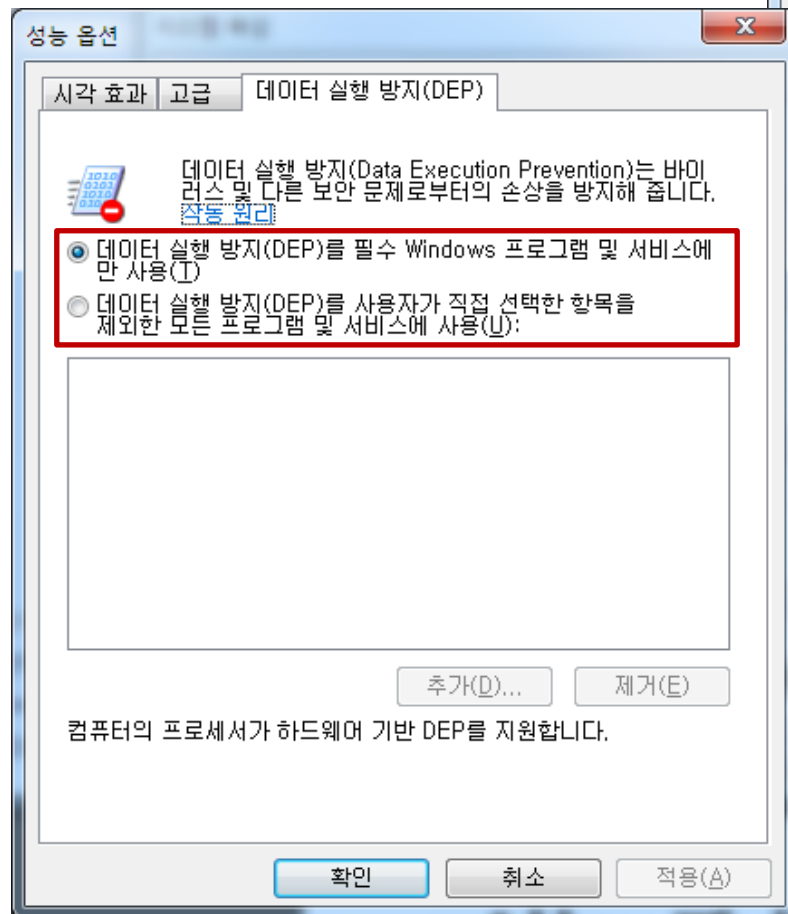 성능 옵션
시각 효과 고급 데이터 실행 방지(DEP)
데이터 실행 방지(Data Execution Prevention)는 바이
러스 및 다른 보안 문제로부터의 손상을 방지해 줍니다.
작동 원리
데이터 실행 방지(DEP)를 필수 Windows 프로그램 및 서비스에
만 사용(T)
데이터 실행 방지(DEP)를 사용자가 직접 선택한 항목을
제외한 모든 프로그램 및 서비스에 사용(U):
추가(D)... 제거(E)
컴퓨터의 프로세서가 하드웨어 기반 DEP를 지원합니다.
확인 취소 적용(A)